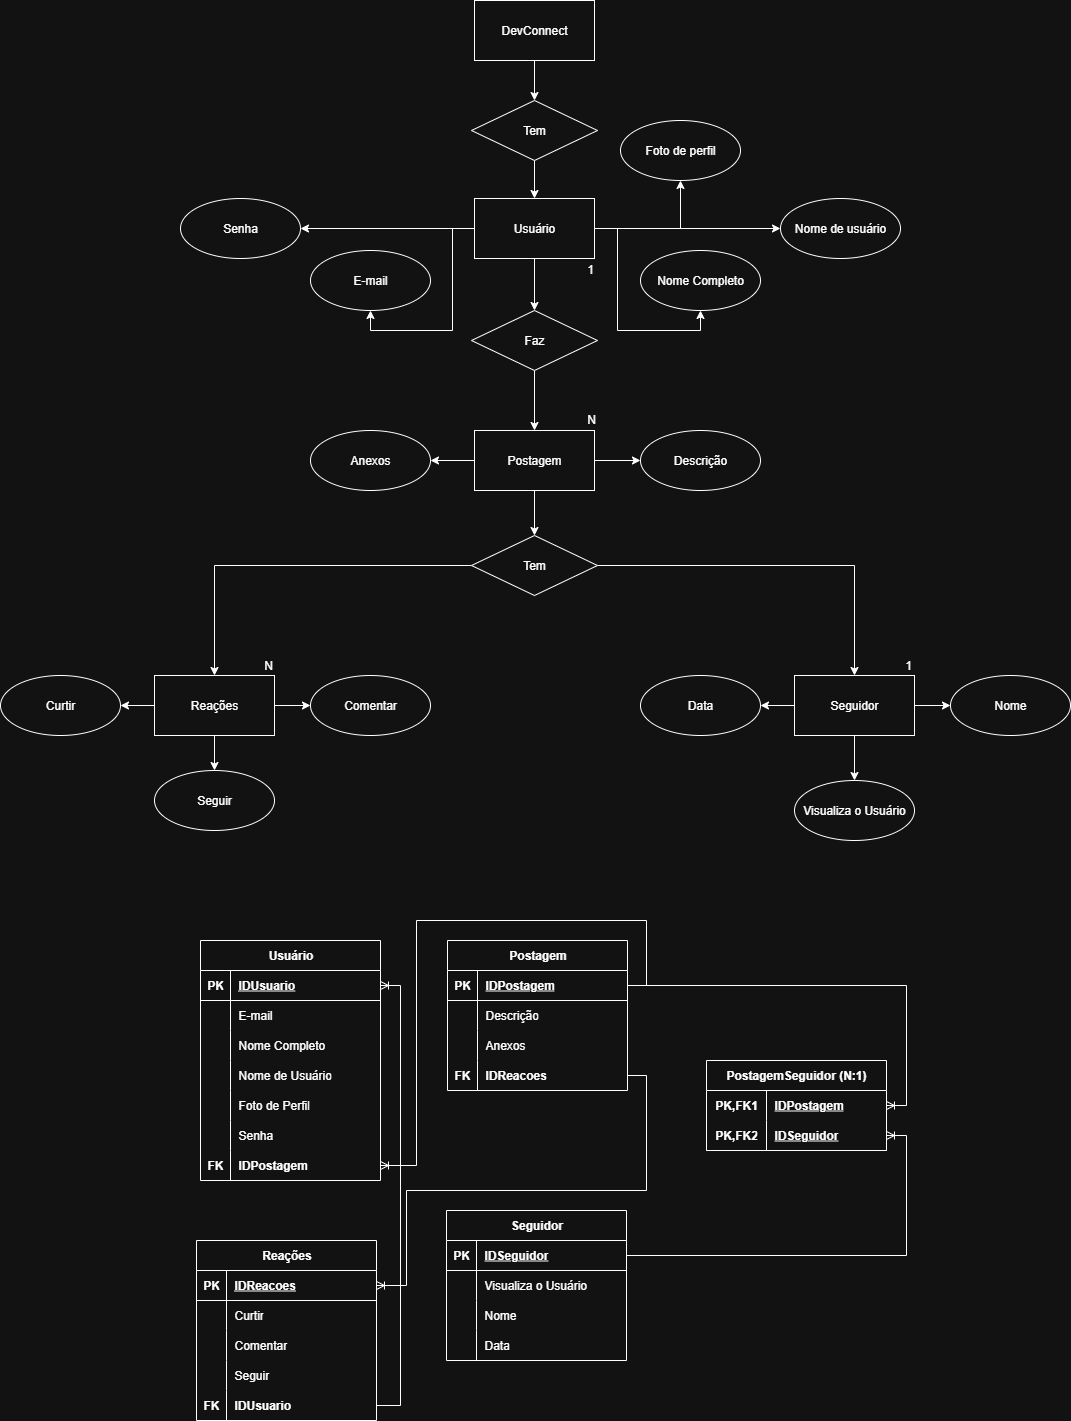 DevConnect
Tem
Foto de perfil
Senha
Usuário
Nome de usuário
1
E-mail
Nome Completo
Faz
N
Anexos
Postagem
Descrição
Tem
N
1
Curtir
Reações
Comentar
Data
Seguidor
Nome
Seguir
Visualiza o Usuário
Usuário
PK IDUsuario
E-mail
Nome Completo
Nome de Usuário
Foto de Perfil
Senha
FK IDPostagem
Postagem
PK IDPostagem
Descrição
Anexos
FK IDReacoes
PostagemSeguidor (N:1)
PK,FK1 IDPostagem
PK,FK2 IDSeguidor
Reações
PK IDReacoes
Curtir
Comentar
Seguir
FK IDUsuario
Seguidor
PK IDSeguidor
Visualiza o Usuário
Nome
Data